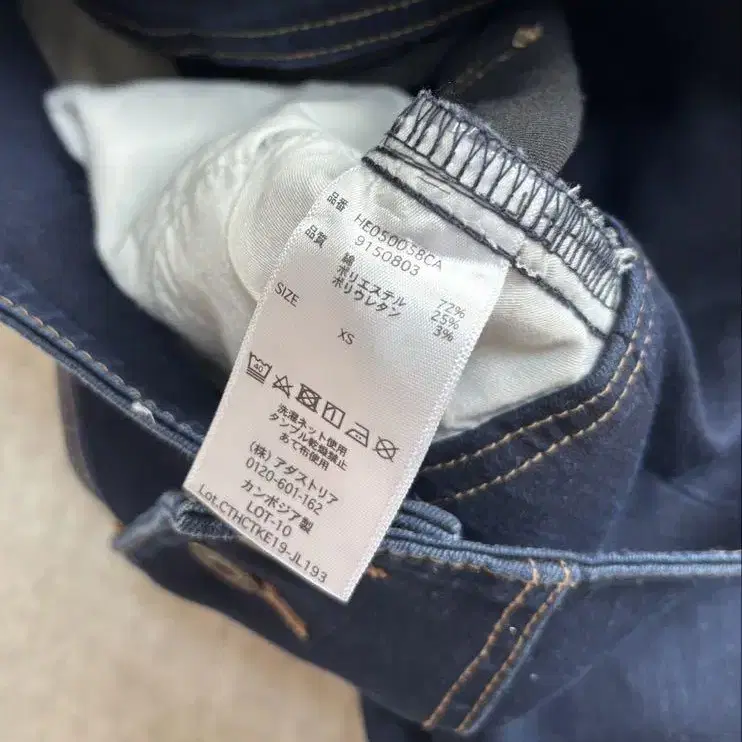 品番 HE050058CA
9150803
品質 綿 72%
ポリエステル 25%
ポリウレタン 3%
SIZE XS
40
洗濯ネット使用
タンブル乾燥禁止
あて布使用
(株)アダストリア
0120-601-162
カンボジア製
LOT-10
Lot.CTHCTKE19-JL193